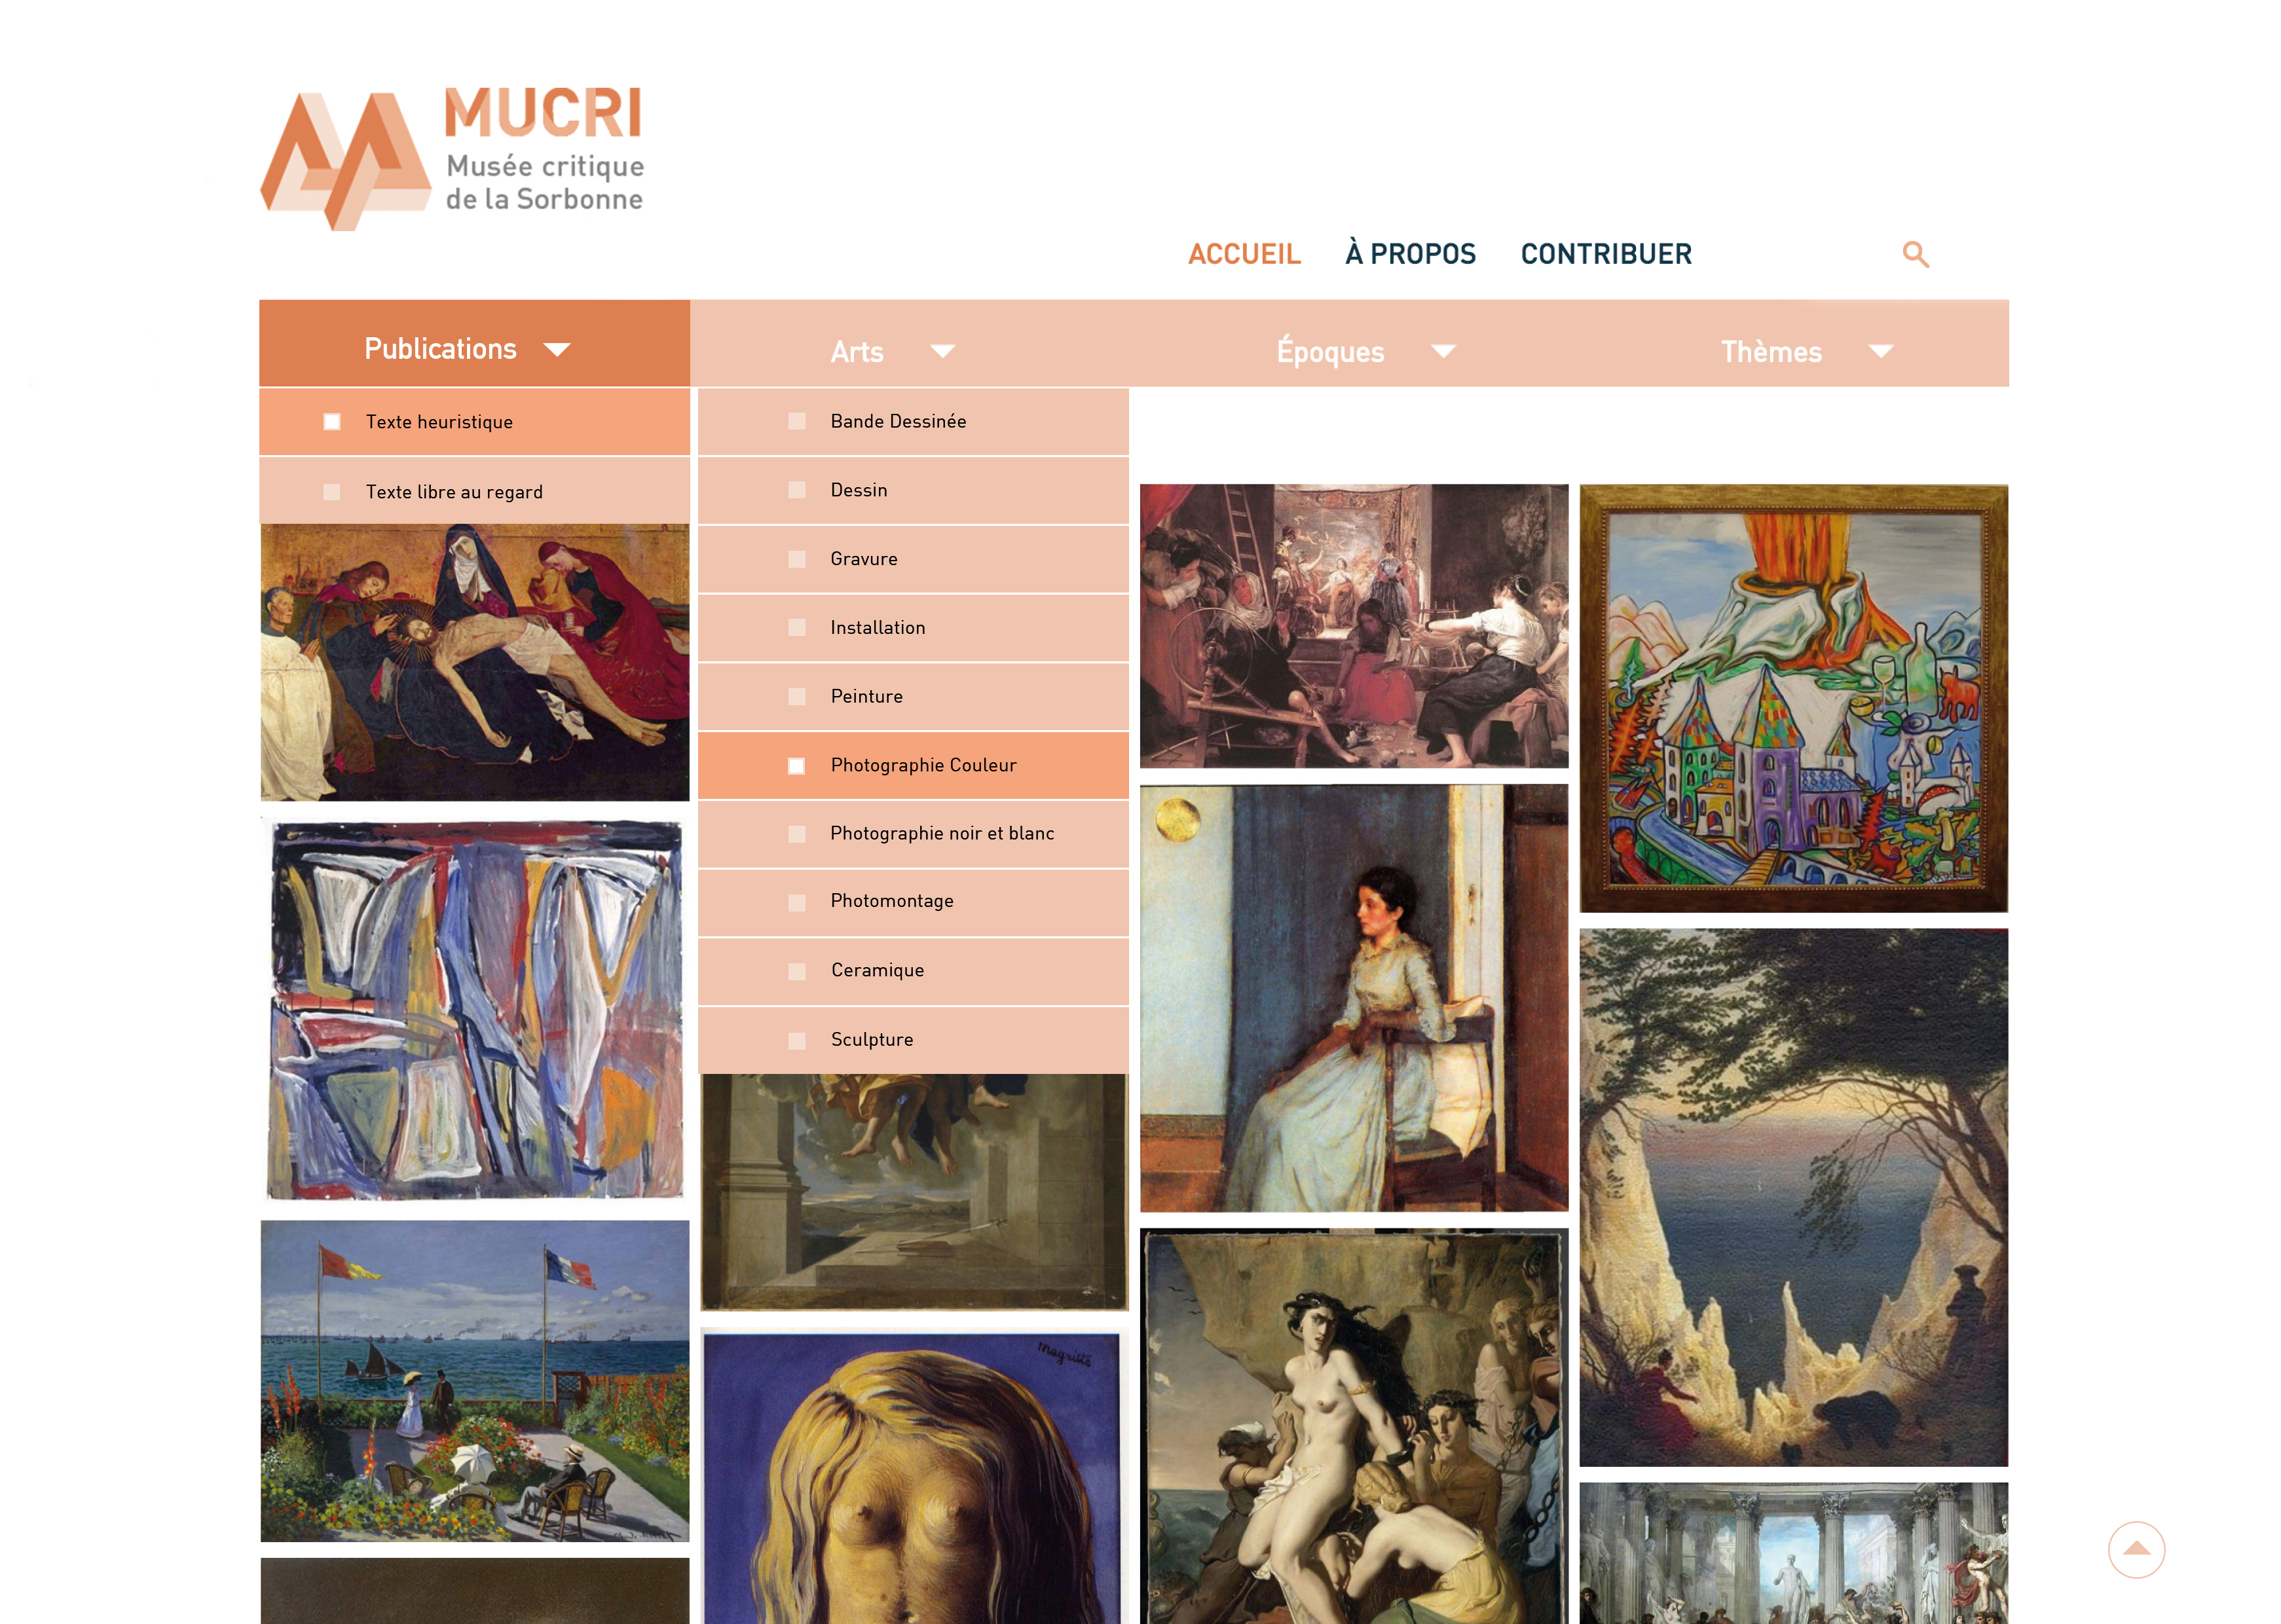 MUCRI
Musée critique
de la Sorbonne
ACCUEIL À PROPOS CONTRIBUER
Publications Arts Époques Thèmes
Texte heuristique
Texte libre au regard
Bande Dessinée
Dessin
Gravure
Installation
Peinture
Photographie Couleur
Photographie noir et blanc
Photomontage
Ceramique
Sculpture
Magritte